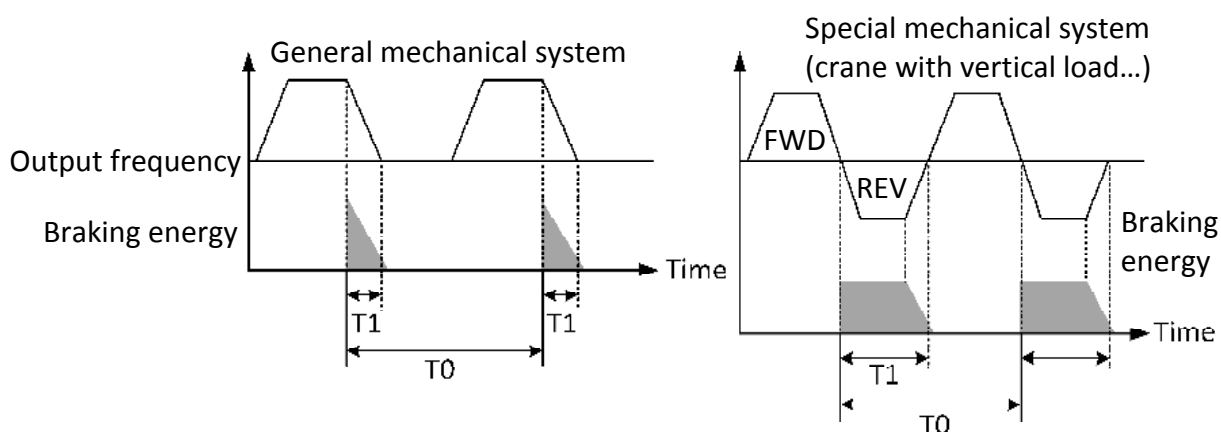 General mechanical system
Output frequency
Braking energy
Time
T1
T1
T0
Special mechanical system
(crane with vertical load…)
FWD
REV
Braking
energy
Time
T1
T0